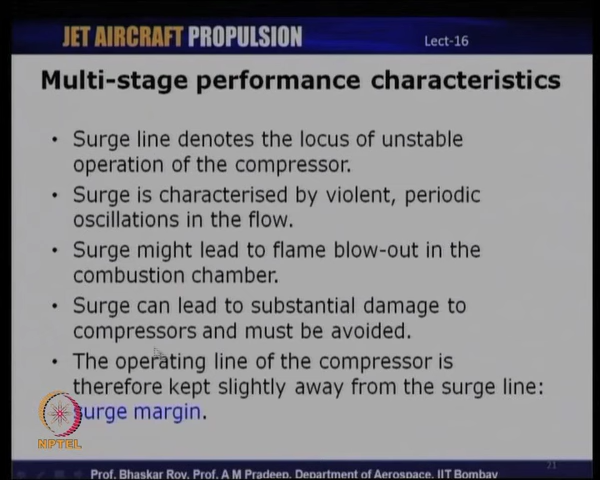 JET AIRCRAFT PROPULSION
Lect-16
Multi-stage performance characteristics
• Surge line denotes the locus of unstable
operation of the compressor.
• Surge is characterised by violent, periodic
oscillations in the flow.
• Surge might lead to flame blow-out in the
combustion chamber.
• Surge can lead to substantial damage to
compressors and must be avoided.
• The operating line of the compressor is
therefore kept slightly away from the surge line:
surge margin.
NPTEL
21
Prof. Bhaskar Roy, Prof. A M Pradeep, Department of Aerospace, IIT Bombay